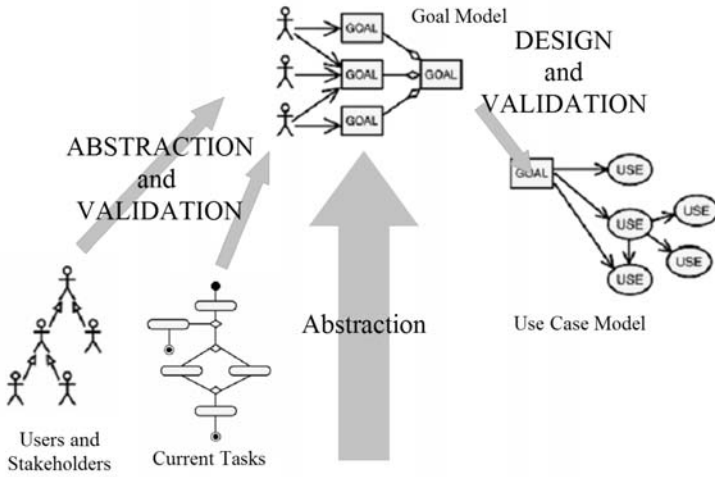 Goal Model
GOAL
GOAL
GOAL
GOAL
DESIGN
and
VALIDATION
ABSTRACTION
and
VALIDATION
GOAL
USE
USE
USE
USE
USE
Abstraction
Use Case Model
Users and
Stakeholders
Current Tasks